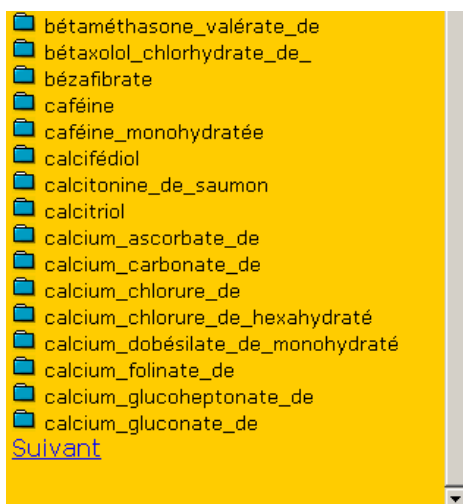 bétaméthasone_valérate_de
bétaxolol_chlorhydrate_de_
bézafibrate
caféine
caféine_monohydratée
calcifédiol
calcitonine_de_saumon
calcitriol
calcium_ascorbate_de
calcium_carbonate_de
calcium_chlorure_de
calcium_chlorure_de_hexahydraté
calcium_dobésilate_de_monohydraté
calcium_folinate_de
calcium_glucoheptonate_de
calcium_gluconate_de
Suivant